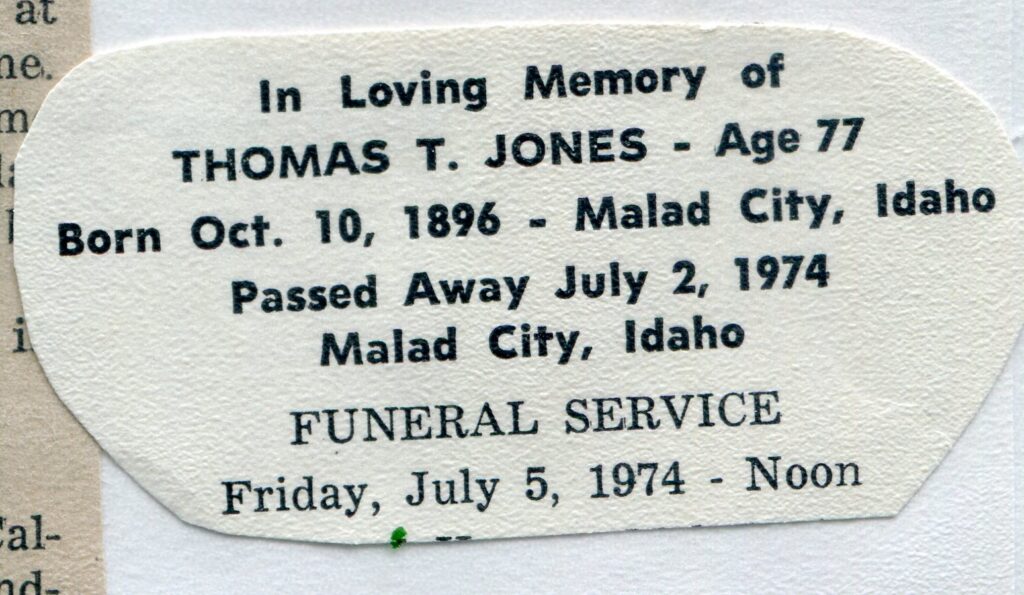 at
In Loving Memory of
THOMAS T. JONES - Age 77
Born Oct. 10, 1896 - Malad City, Idaho
Passed Away July 2, 1974
Malad City, Idaho
FUNERAL SERVICE
Friday, July 5, 1974 - Noon